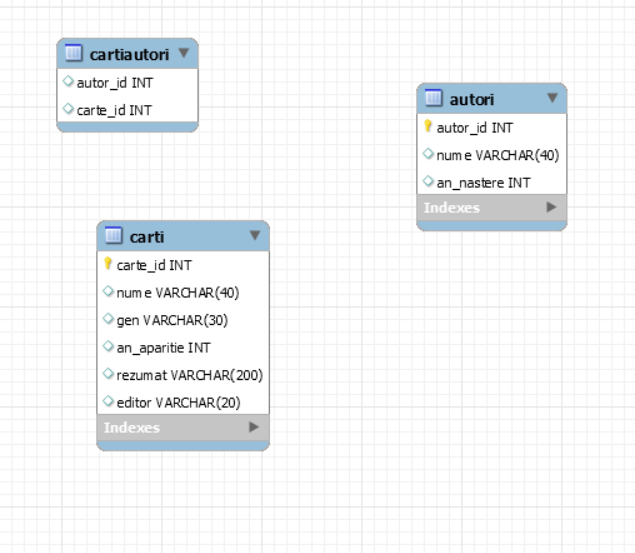 cartiautori
autor_id INT
carte_id INT
autori
autor_id INT
nume VARCHAR(40)
an_nastere INT
Indexes
carti
carte_id INT
nume VARCHAR(40)
gen VARCHAR(30)
an_aparitie INT
rezumat VARCHAR(200)
editor VARCHAR(20)
Indexes